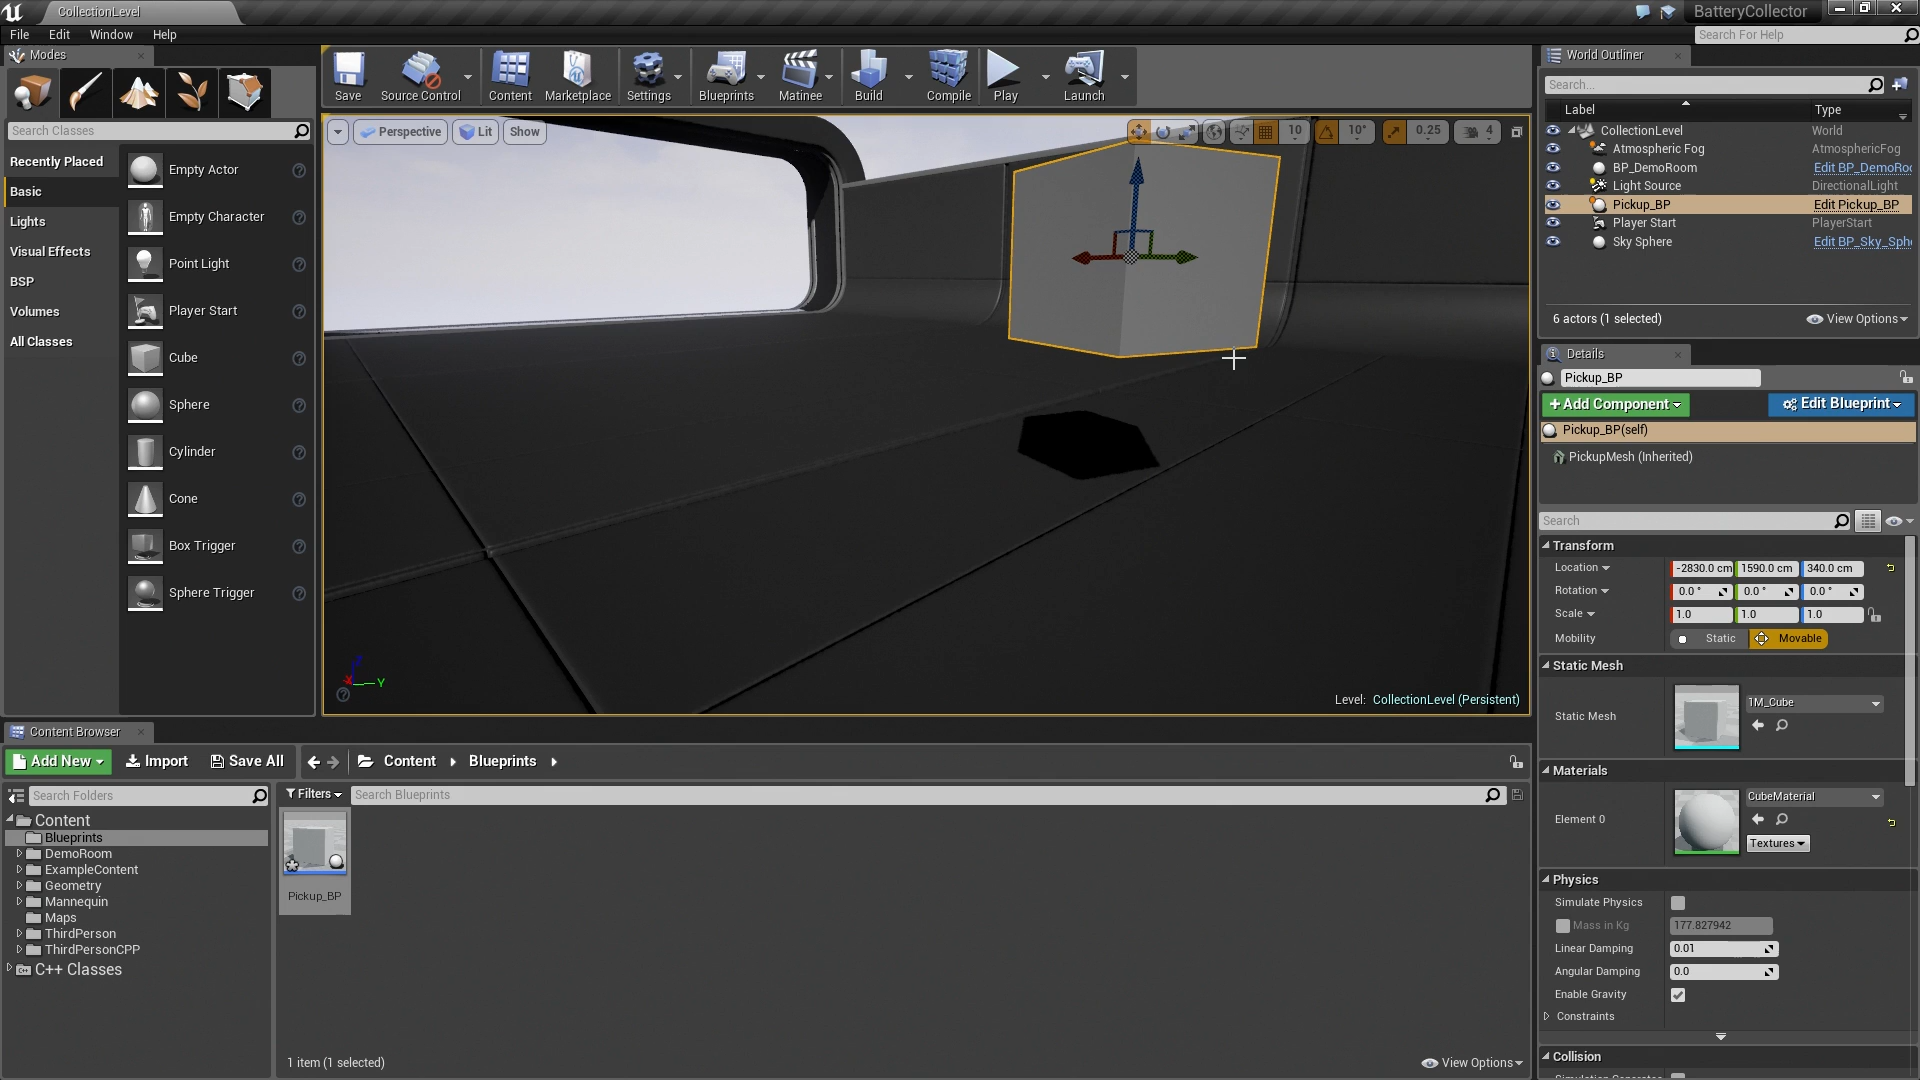 CollectionLevel
BatteryCollector
File Edit Window Help
Search For Help
Modes
Save
Source Control
Content
Marketplace
Settings
Blueprints
Matinee
Build
Compile
Play
Launch
Search Classes
Recently Placed
Basic
Lights
Visual Effects
BSP
Volumes
All Classes
Empty Actor
Empty Character
Point Light
Player Start
Cube
Sphere
Cylinder
Cone
Box Trigger
Sphere Trigger
Perspective
Lit
Show
10
10°
0.25
4
Y
Level: CollectionLevel (Persistent)
World Outliner
Search...
Label Type
CollectionLevel World
Atmospheric Fog AtmosphericFog
BP_DemoRoom Edit BP_DemoRoo
Light Source DirectionalLight
Pickup_BP Edit Pickup_BP
Player Start PlayerStart
Sky Sphere Edit BP_Sky_Sphe
6 actors (1 selected) View Options
Details
Pickup_BP
+Add Component
Edit Blueprint
Pickup_BP(self)
PickupMesh (Inherited)
Search
Transform
Location -2830.0 cm 1590.0 cm 340.0 cm
Rotation 0.0 ° 0.0 ° 0.0 °
Scale 1.0 1.0 1.0
Mobility Static Movable
Static Mesh
Static Mesh 1M_Cube
Materials
Element 0 CubeMaterial
Textures
Physics
Simulate Physics
Mass in Kg 177.827942
Linear Damping 0.01
Angular Damping 0.0
Enable Gravity
Constraints
Collision
Content Browser
Add New
Import
Save All
Content
Blueprints
Search Folders
Filters
Search Blueprints
Content
Blueprints
DemoRoom
ExampleContent
Geometry
Mannequin
Maps
ThirdPerson
ThirdPersonCPP
C++ Classes
Pickup_BP
1 item (1 selected)
View Options